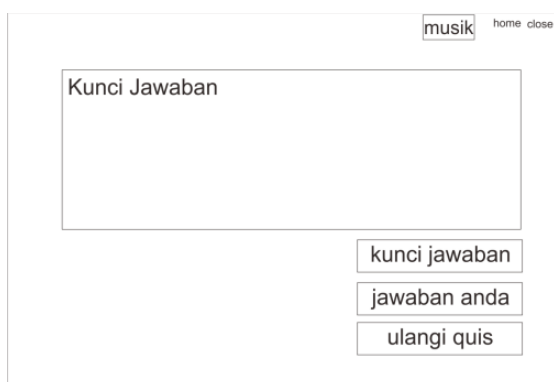 musik home close
Kunci Jawaban
kunci jawaban
jawaban anda
ulangi quis